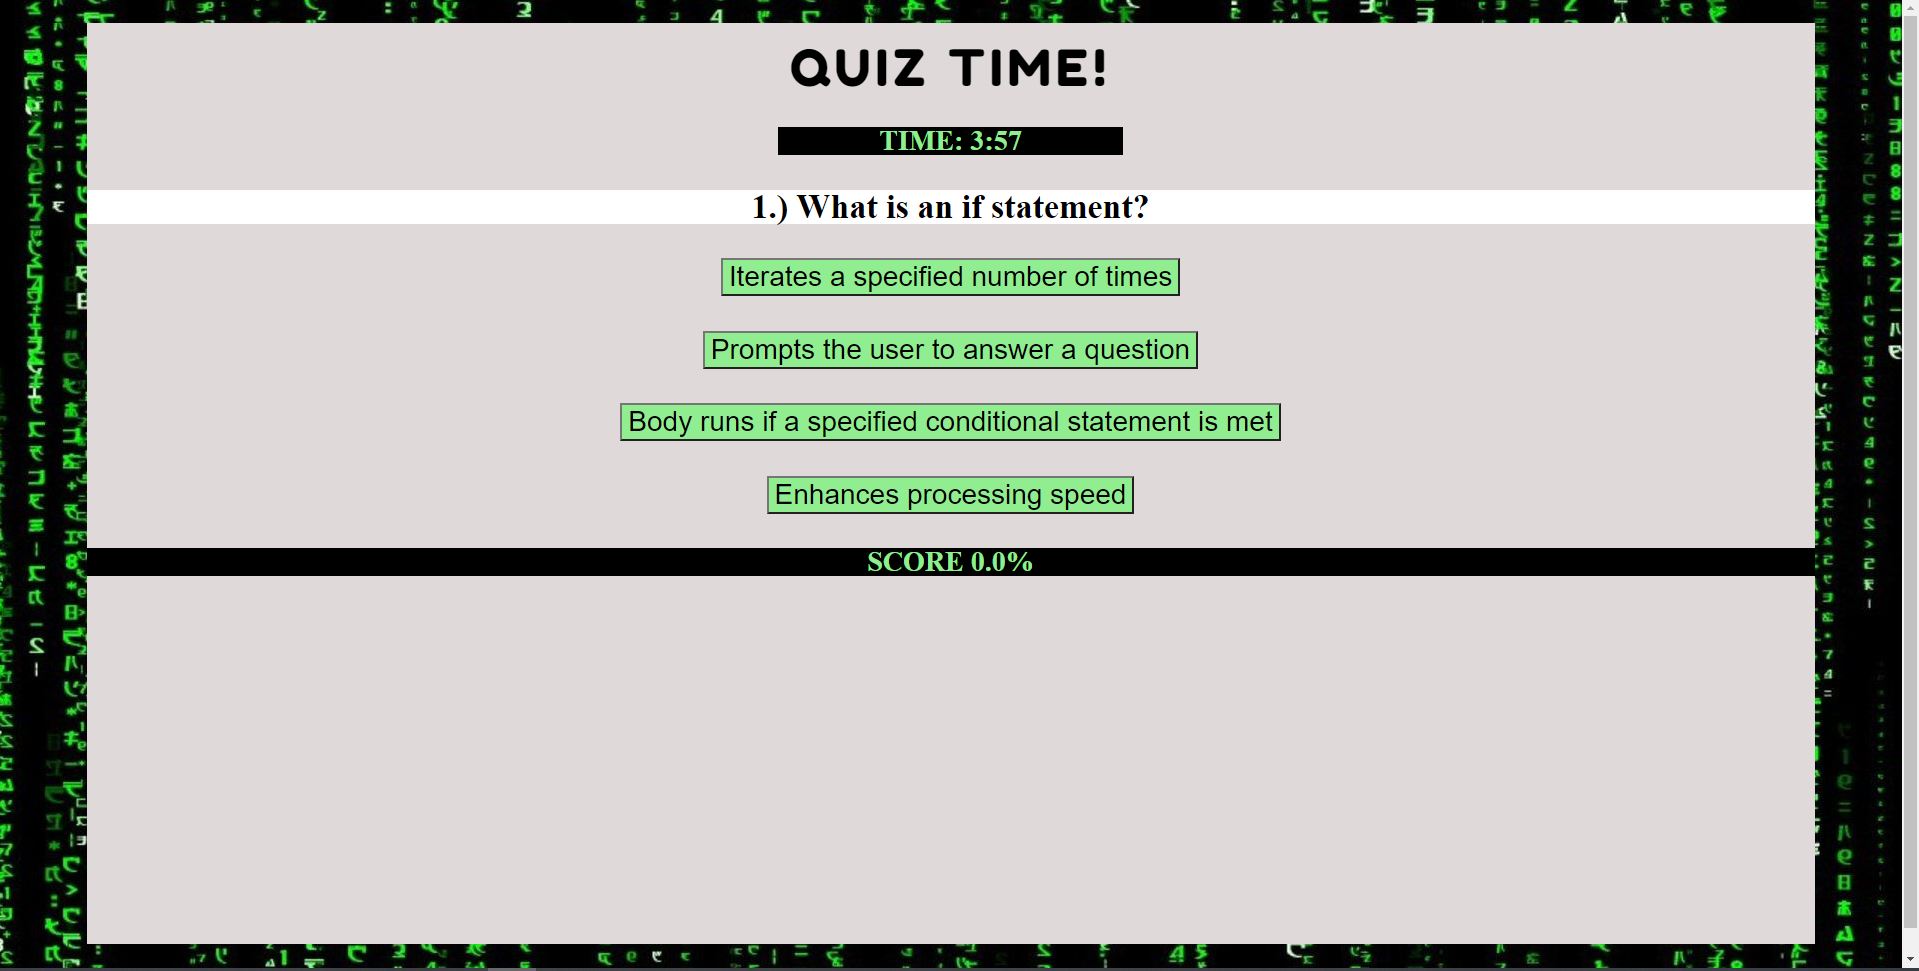 QUIZ TIME!
TIME: 3:57
1.) What is an if statement?
Iterates a specified number of times
Prompts the user to answer a question
Body runs if a specified conditional statement is met
Enhances processing speed
SCORE 0.0%